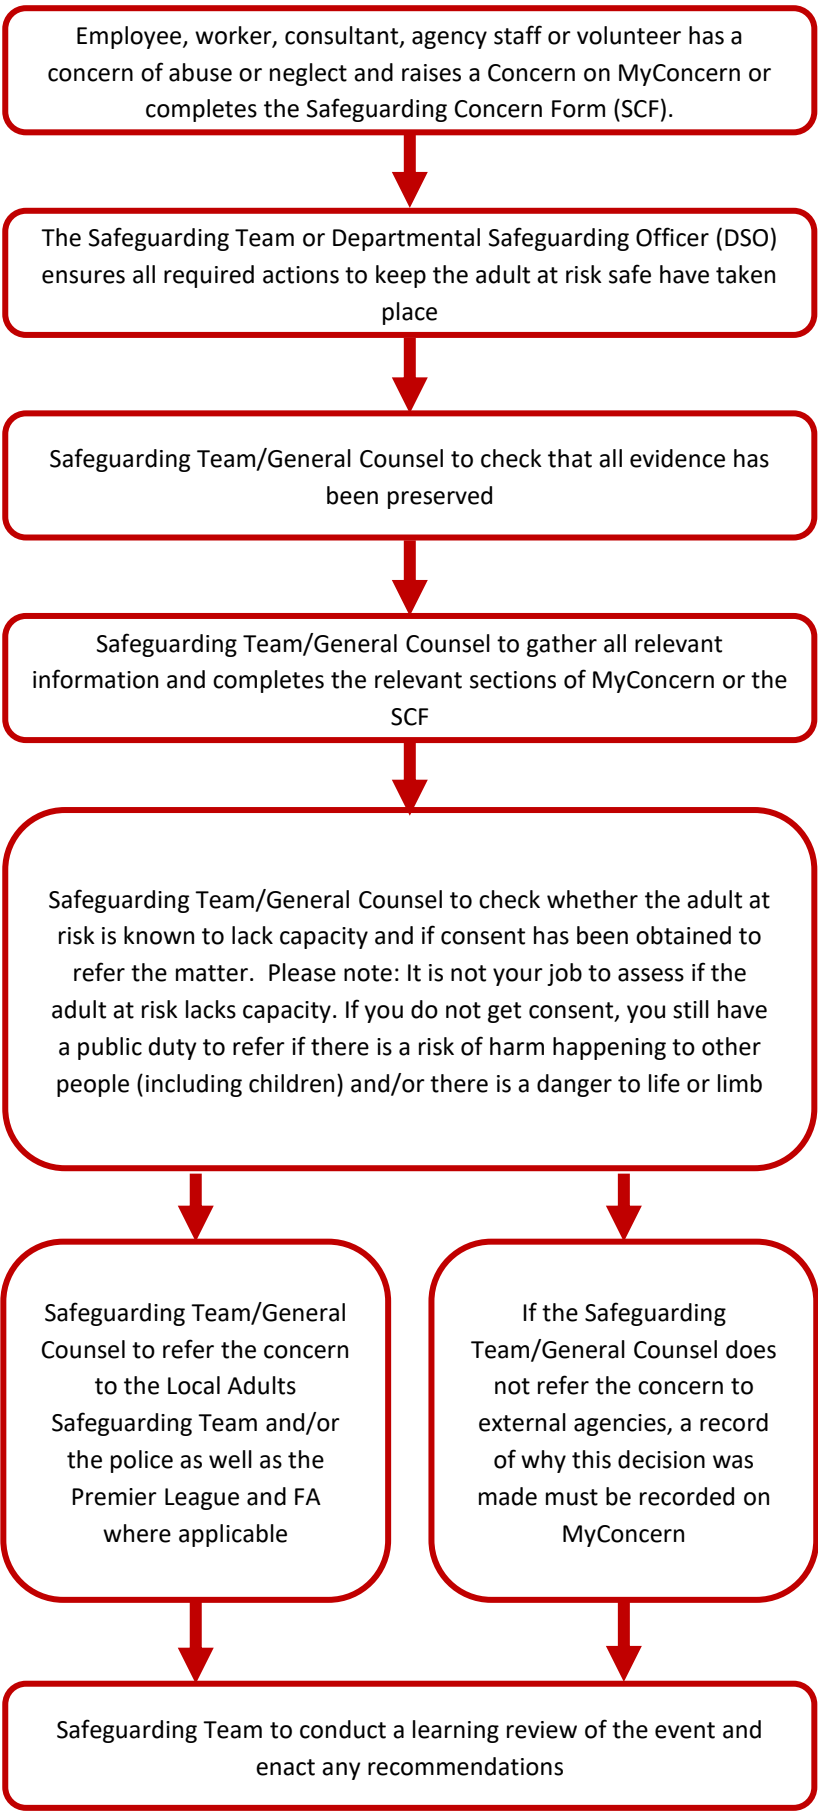 Employee, worker, consultant, agency staff or volunteer has a
concern of abuse or neglect and raises a Concern on MyConcern or
completes the Safeguarding Concern Form (SCF).
The Safeguarding Team or Departmental Safeguarding Officer (DSO)
ensures all required actions to keep the adult at risk safe have taken
place
Safeguarding Team/General Counsel to check that all evidence has
been preserved
Safeguarding Team/General Counsel to gather all relevant
information and completes the relevant sections of MyConcern or the
SCF
Safeguarding Team/General Counsel to check whether the adult at
risk is known to lack capacity and if consent has been obtained to
refer the matter.  Please note: It is not your job to assess if the
adult at risk lacks capacity. If you do not get consent, you still have
a public duty to refer if there is a risk of harm happening to other
people (including children) and/or there is a danger to life or limb
Safeguarding Team/General
Counsel to refer the concern
to the Local Adults
Safeguarding Team and/or
the police as well as the
Premier League and FA
where applicable
If the Safeguarding
Team/General Counsel does
not refer the concern to
external agencies, a record
of why this decision was
made must be recorded on
MyConcern
Safeguarding Team to conduct a learning review of the event and
enact any recommendations